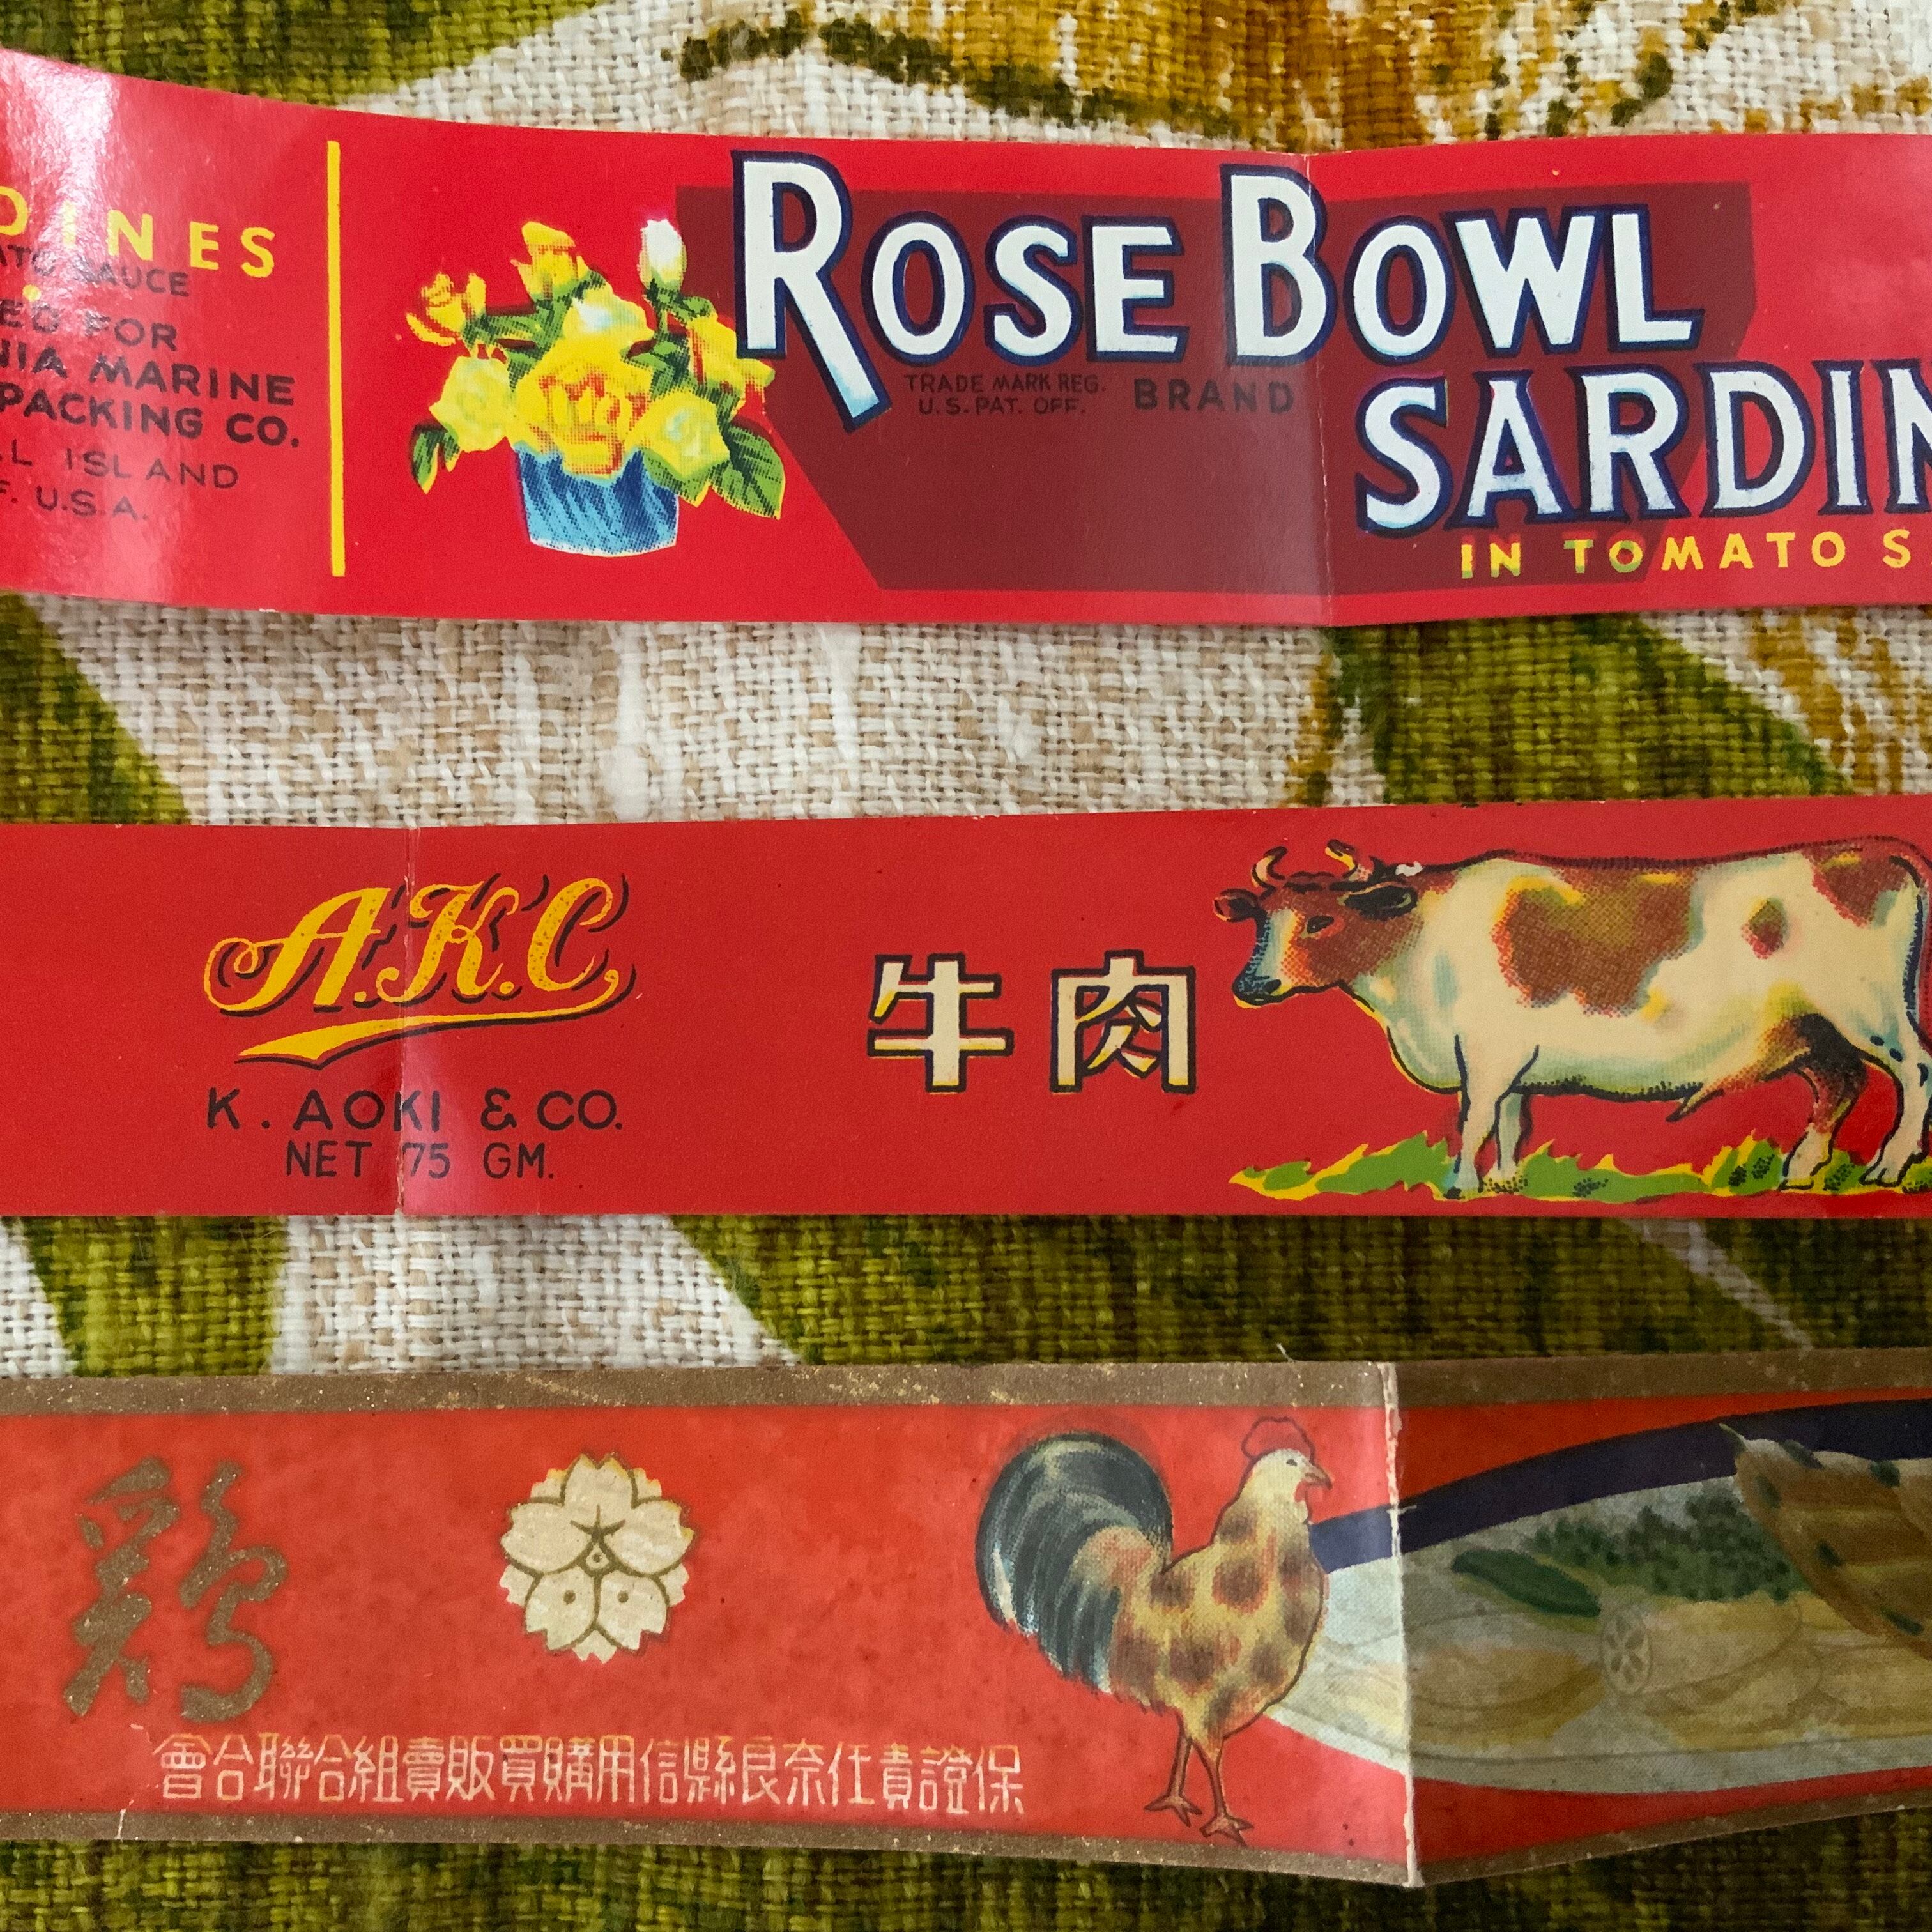 DINES
ATO SAUCE
ED FOR
NIA MARINE
PACKING CO.
L ISLAND
F. U.S.A.
ROSE BOWL
TRADE MARK REG.
U.S. PAT. OFF.
BRAND
SARDIN
IN TOMATO S
A.K.C.
K. AOKI & CO.
NET 75 GM.
牛肉
鶏
會合聯合組賣販買購用信縣良奈任責證保